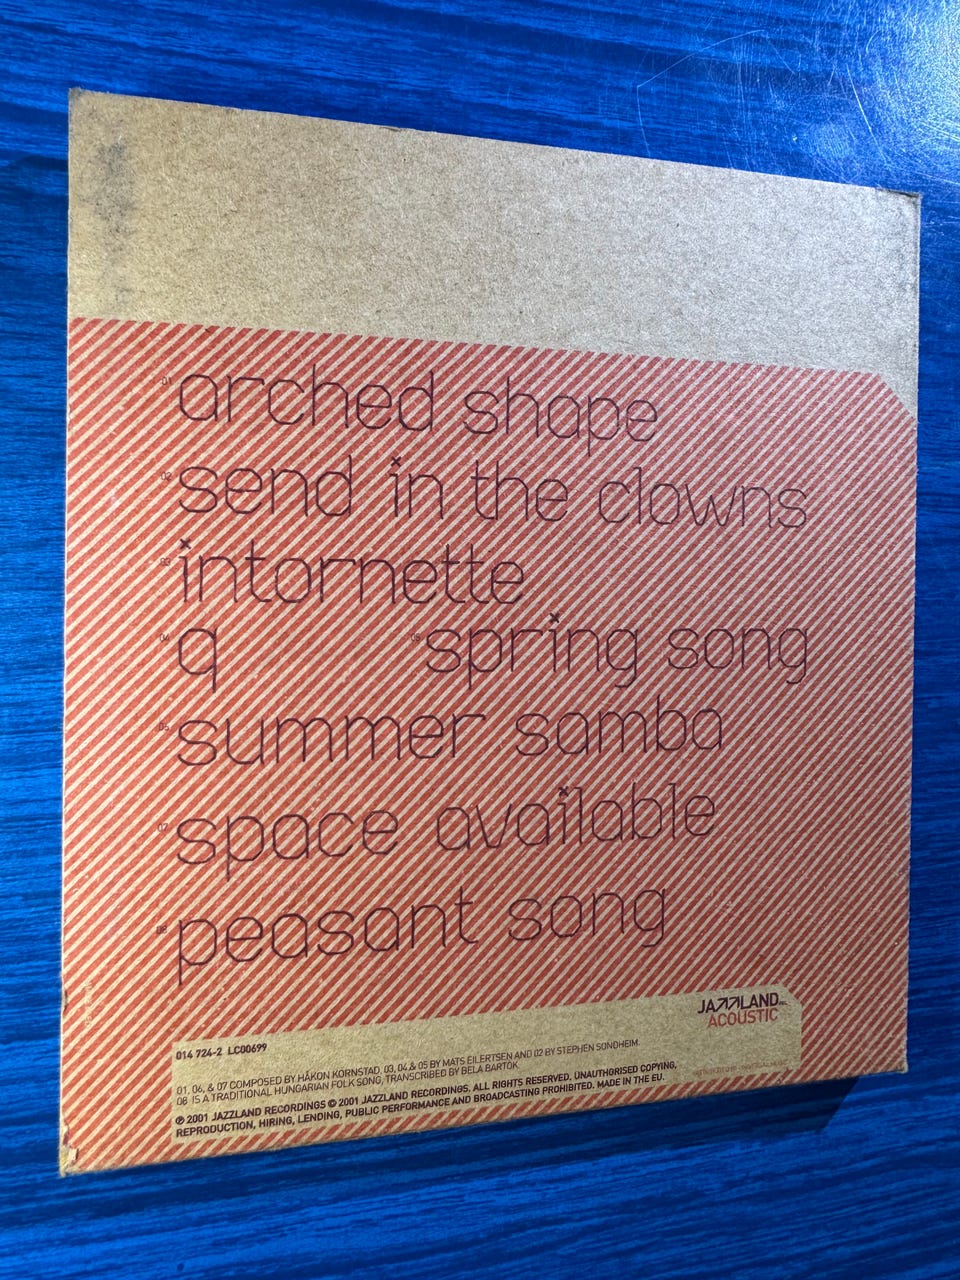 01 arched shape
02 send in the clowns
03 intornette
04 q 05 spring song
06 summer samba
07 space available
08 peasant song
JAZZLAND
ACOUSTIC
014 724-2 LC00699
01, 06, & 07 COMPOSED BY HÅKON KORNSTAD, 03, 04,& 05 BY MATS EILERTSEN AND 02 BY STEPHEN SONDHEIM.
08 IS A TRADITIONAL HUNGARIAN FOLK SONG, TRANSCRIBED BY BELA BARTÓK
℗ 2001 JAZZLAND RECORDINGS © 2001 JAZZLAND RECORDINGS. ALL RIGHTS RESERVED. UNAUTHORISED COPYING,
REPRODUCTION, HIRING, LENDING, PUBLIC PERFORMANCE AND BROADCASTING PROHIBITED. MADE IN THE EU.